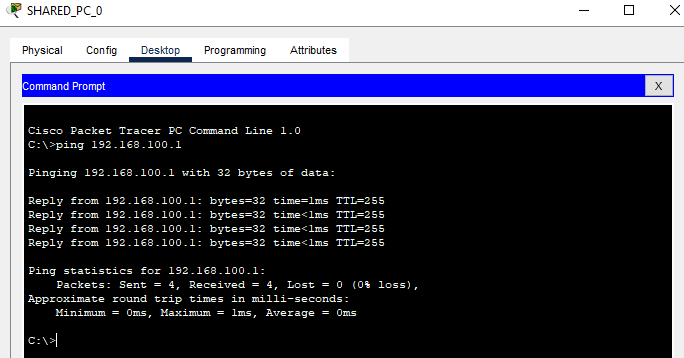 SHARED_PC_0
Physical Config Desktop Programming Attributes
Command Prompt X
Cisco Packet Tracer PC Command Line 1.0
C:\>ping 192.168.100.1
Pinging 192.168.100.1 with 32 bytes of data:
Reply from 192.168.100.1: bytes=32 time=1ms TTL=255
Reply from 192.168.100.1: bytes=32 time<1ms TTL=255
Reply from 192.168.100.1: bytes=32 time<1ms TTL=255
Reply from 192.168.100.1: bytes=32 time<1ms TTL=255
Ping statistics for 192.168.100.1:
    Packets: Sent = 4, Received = 4, Lost = 0 (0% loss),
Approximate round trip times in milli-seconds:
    Minimum = 0ms, Maximum = 1ms, Average = 0ms
C:\>